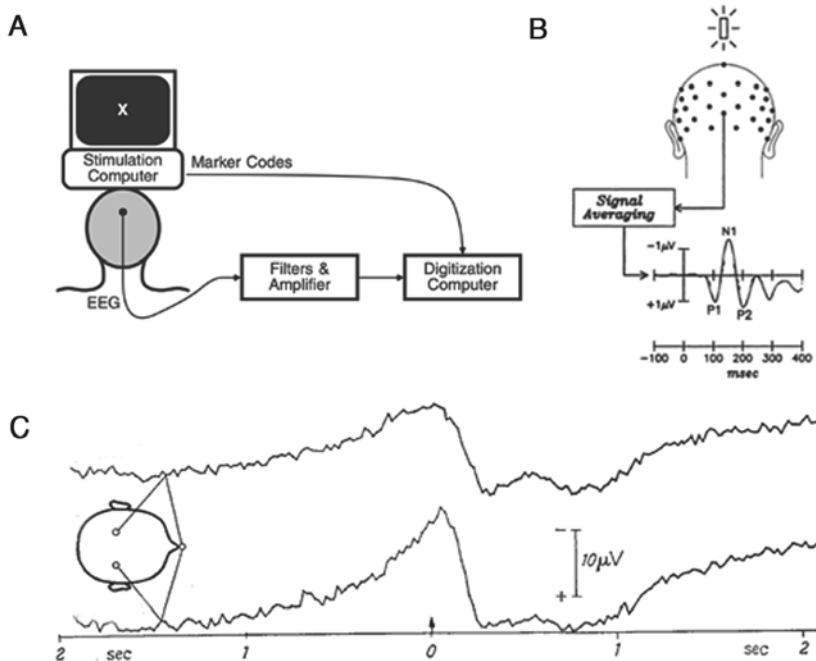 A
X
Stimulation
Computer
Marker Codes
EEG
Filters &
Amplifier
Digitization
Computer
B
Signal
Averaging
N1
-1μV
+1μV
P1
P2
-100 0 100 200 300 400
msec
C
-
10μV
+
2 sec 1 0 1 sec 2